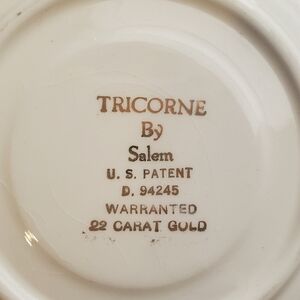 TRICORNE
By
Salem
U. S. PATENT
D. 94245
WARRANTED
22 CARAT GOLD